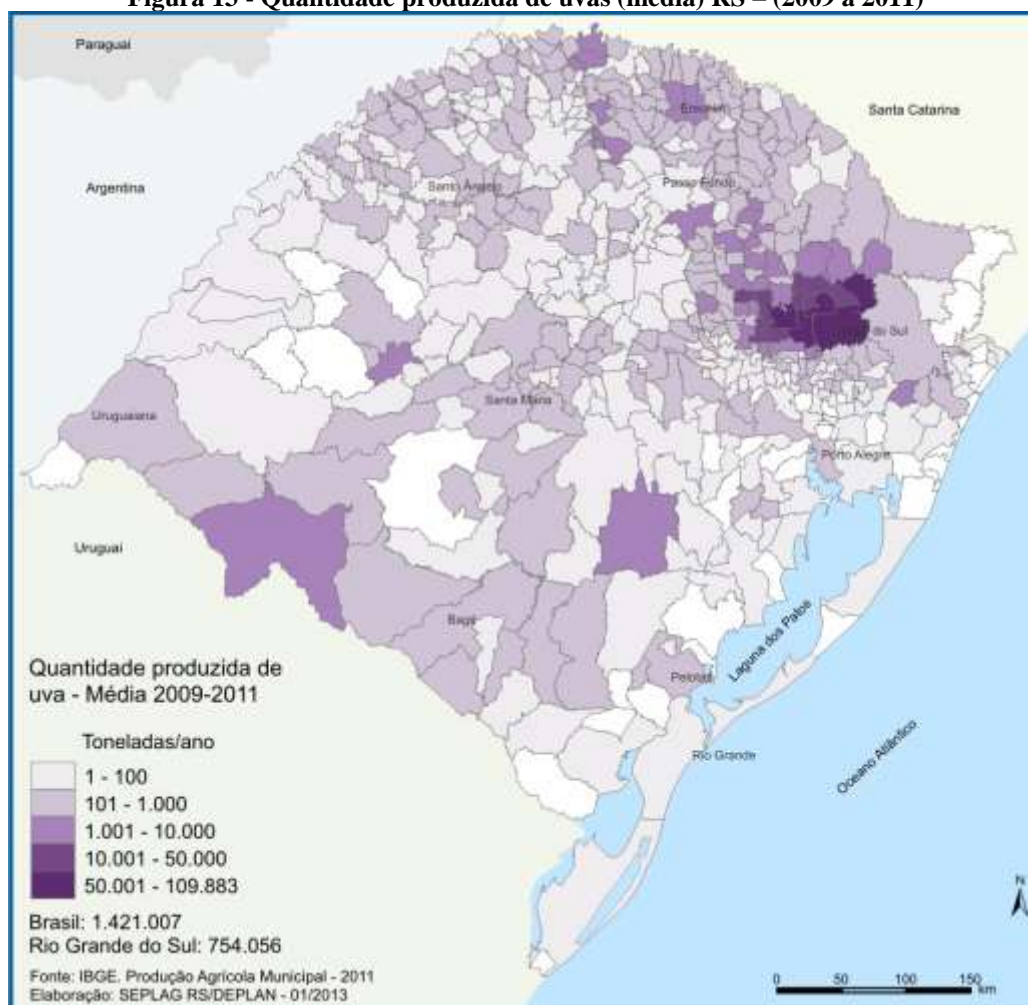 Figura 15 - Quantidade produzida de uvas (média) RS – (2009 a 2011)
Paraguai
Santa Catarina
Erexim
Argentina
Passo Fundo
Santo Ângelo
do Sul
Santa Maria
Uruguaiana
Porto Alegre
Uruguai
Bagé
Laguna dos Patos
Pelotas
Rio Grande
Oceano Atlântico
Quantidade produzida de
uva - Média 2009-2011
Toneladas/ano
1 - 100
101 - 1.000
1.001 - 10.000
10.001 - 50.000
50.001 - 109.883
Brasil: 1.421.007
Rio Grande do Sul: 754.056
Fonte: IBGE. Produção Agrícola Municipal - 2011
Elaboração: SEPLAG RS/DEPLAN - 01/2013
N
0 50 100 150
km